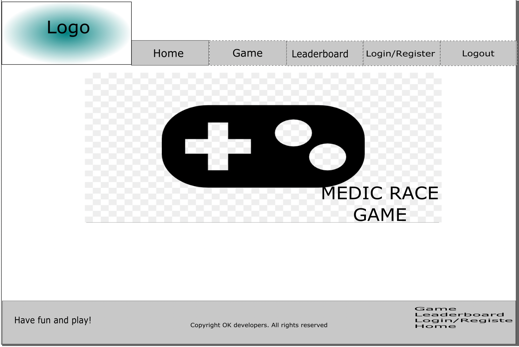 Logo
Home
Game
Leaderboard
Login/Register
Logout
MEDIC RACE
GAME
Have fun and play!
Copyright OK developers. All rights reserved
Game
Leaderboard
Login/Registe
Home